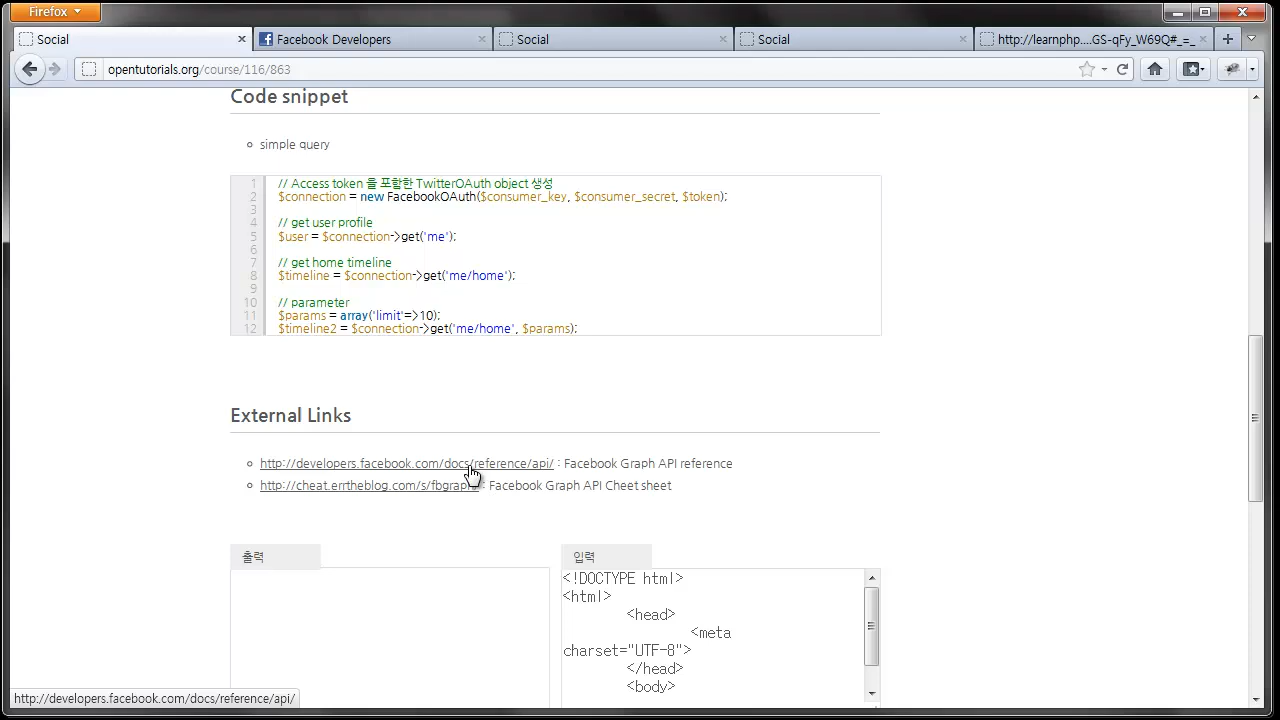 Firefox
Social
Facebook Developers
Social
Social
http://learnphp....GS-qFy_W69Q#_=_
opentutorials.org/course/116/863
Code snippet
simple query
1 // Access token 을 포함한 TwitterOAuth object 생성
2 $connection = new FacebookOAuth($consumer_key, $consumer_secret, $token);
3
4 // get user profile
5 $user = $connection->get('me');
6
7 // get home timeline
8 $timeline = $connection->get('me/home');
9
10 // parameter
11 $params = array('limit'=>10);
12 $timeline2 = $connection->get('me/home', $params);
External Links
http://developers.facebook.com/docs/reference/api/ : Facebook Graph API reference
http://cheat.errtheblog.com/s/fbgraph/ : Facebook Graph API Cheet sheet
출력
입력
<!DOCTYPE html>
<html>
<head>
<meta
charset="UTF-8">
</head>
<body>
http://developers.facebook.com/docs/reference/api/